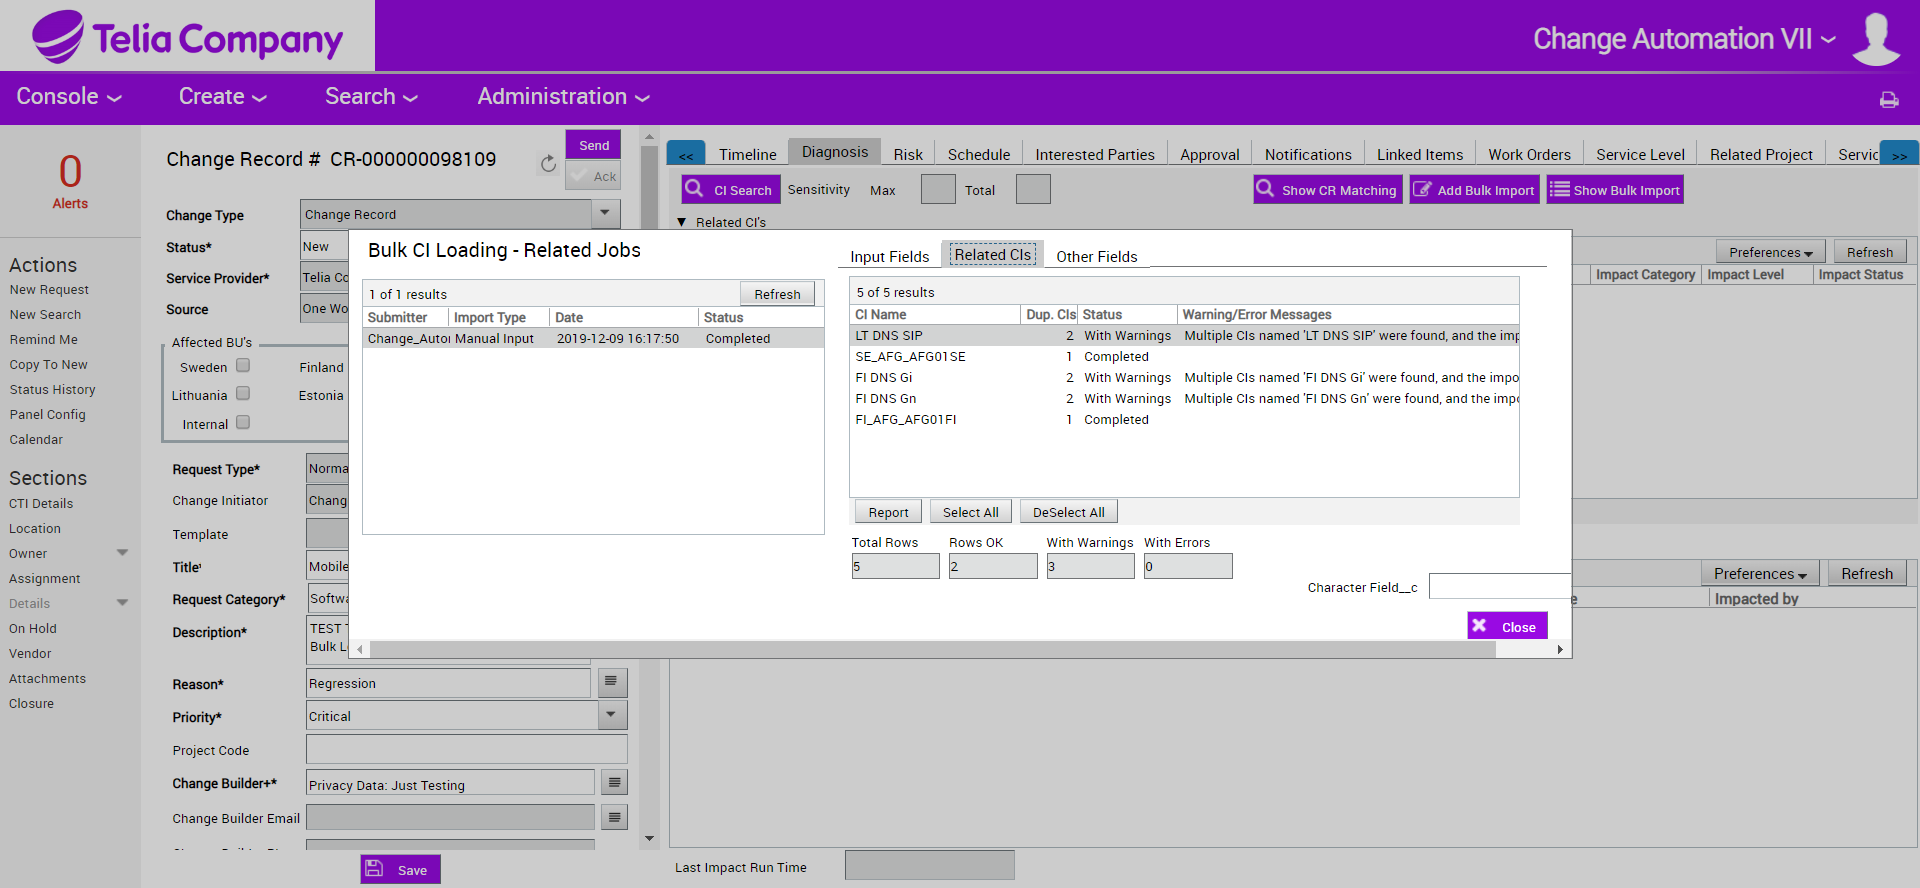 Telia Company
Change Automation VII
Console
Create
Search
Administration
0
Alerts
Actions
New Request
New Search
Remind Me
Copy To New
Status History
Panel Config
Calendar
Sections
CTI Details
Location
Owner
Assignment
Details
On Hold
Vendor
Attachments
Closure
Change Record # CR-000000098109
Send
Ack
Change Type Change Record
Status* New
Service Provider* Telia Co
Source One Wo
Affected BU's
Sweden Finland
Lithuania Estonia
Internal
Request Type* Norma
Change Initiator Chang
Template
Title Mobile
Request Category* Softwa
Description* TEST T
Bulk L
Reason* Regression
Priority* Critical
Project Code
Change Builder+* Privacy Data: Just Testing
Change Builder Email
Save
<< Timeline Diagnosis Risk Schedule Interested Parties Approval Notifications Linked Items Work Orders Service Level Related Project Servic >>
CI Search Sensitivity Max Total Show CR Matching Add Bulk Import Show Bulk Import
Related CI's
Preferences Refresh
Impact Category Impact Level Impact Status
Bulk CI Loading - Related Jobs
1 of 1 results Refresh
Submitter Import Type Date Status
Change_Autor Manual Input 2019-12-09 16:17:50 Completed
Input Fields Related CIs Other Fields
5 of 5 results
CI Name Dup. CIs Status Warning/Error Messages
LT DNS SIP 2 With Warnings Multiple CIs named 'LT DNS SIP' were found, and the imp
SE_AFG_AFG01SE 1 Completed
FI DNS Gi 2 With Warnings Multiple CIs named 'FI DNS Gi' were found, and the impo
FI DNS Gn 2 With Warnings Multiple CIs named 'FI DNS Gn' were found, and the impo
FI_AFG_AFG01FI 1 Completed
Report Select All DeSelect All
Total Rows Rows OK With Warnings With Errors
5 2 3 0
Character Field__c
Close
Preferences Refresh
e Impacted by
Last Impact Run Time